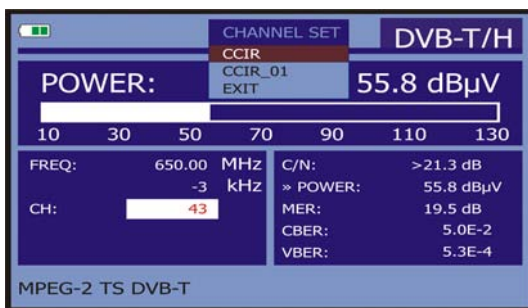 CHANNEL SET
DVB-T/H
CCIR
CCIR_01
EXIT
POWER:
55.8 dBµV
10 30 50 70 90 110 130
FREQ: 650.00 MHz
-3 kHz
CH: 43
C/N: >21.3 dB
» POWER: 55.8 dBµV
MER: 19.5 dB
CBER: 5.0E-2
VBER: 5.3E-4
MPEG-2 TS DVB-T